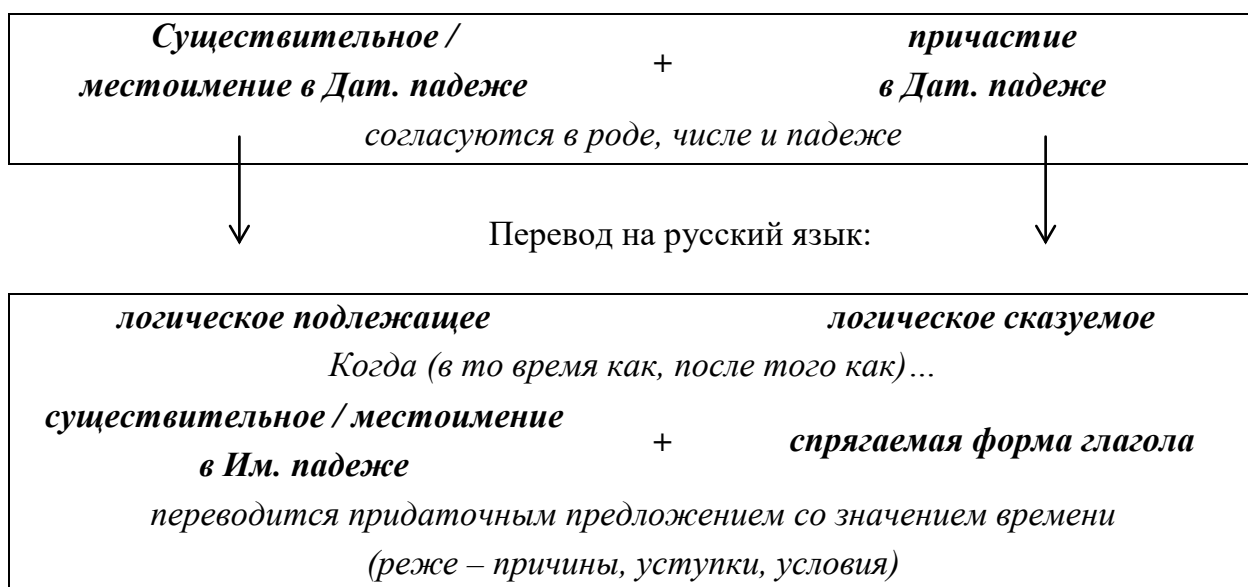 Существительное / причастие
местоимение в Дат. падеже + в Дат. падеже
согласуются в роде, числе и падеже
Перевод на русский язык:
логическое подлежащее логическое сказуемое
Когда (в то время как, после того как)…
существительное / местоимение
в Им. падеже + спрягаемая форма глагола
переводится придаточным предложением со значением времени
(реже – причины, уступки, условия)